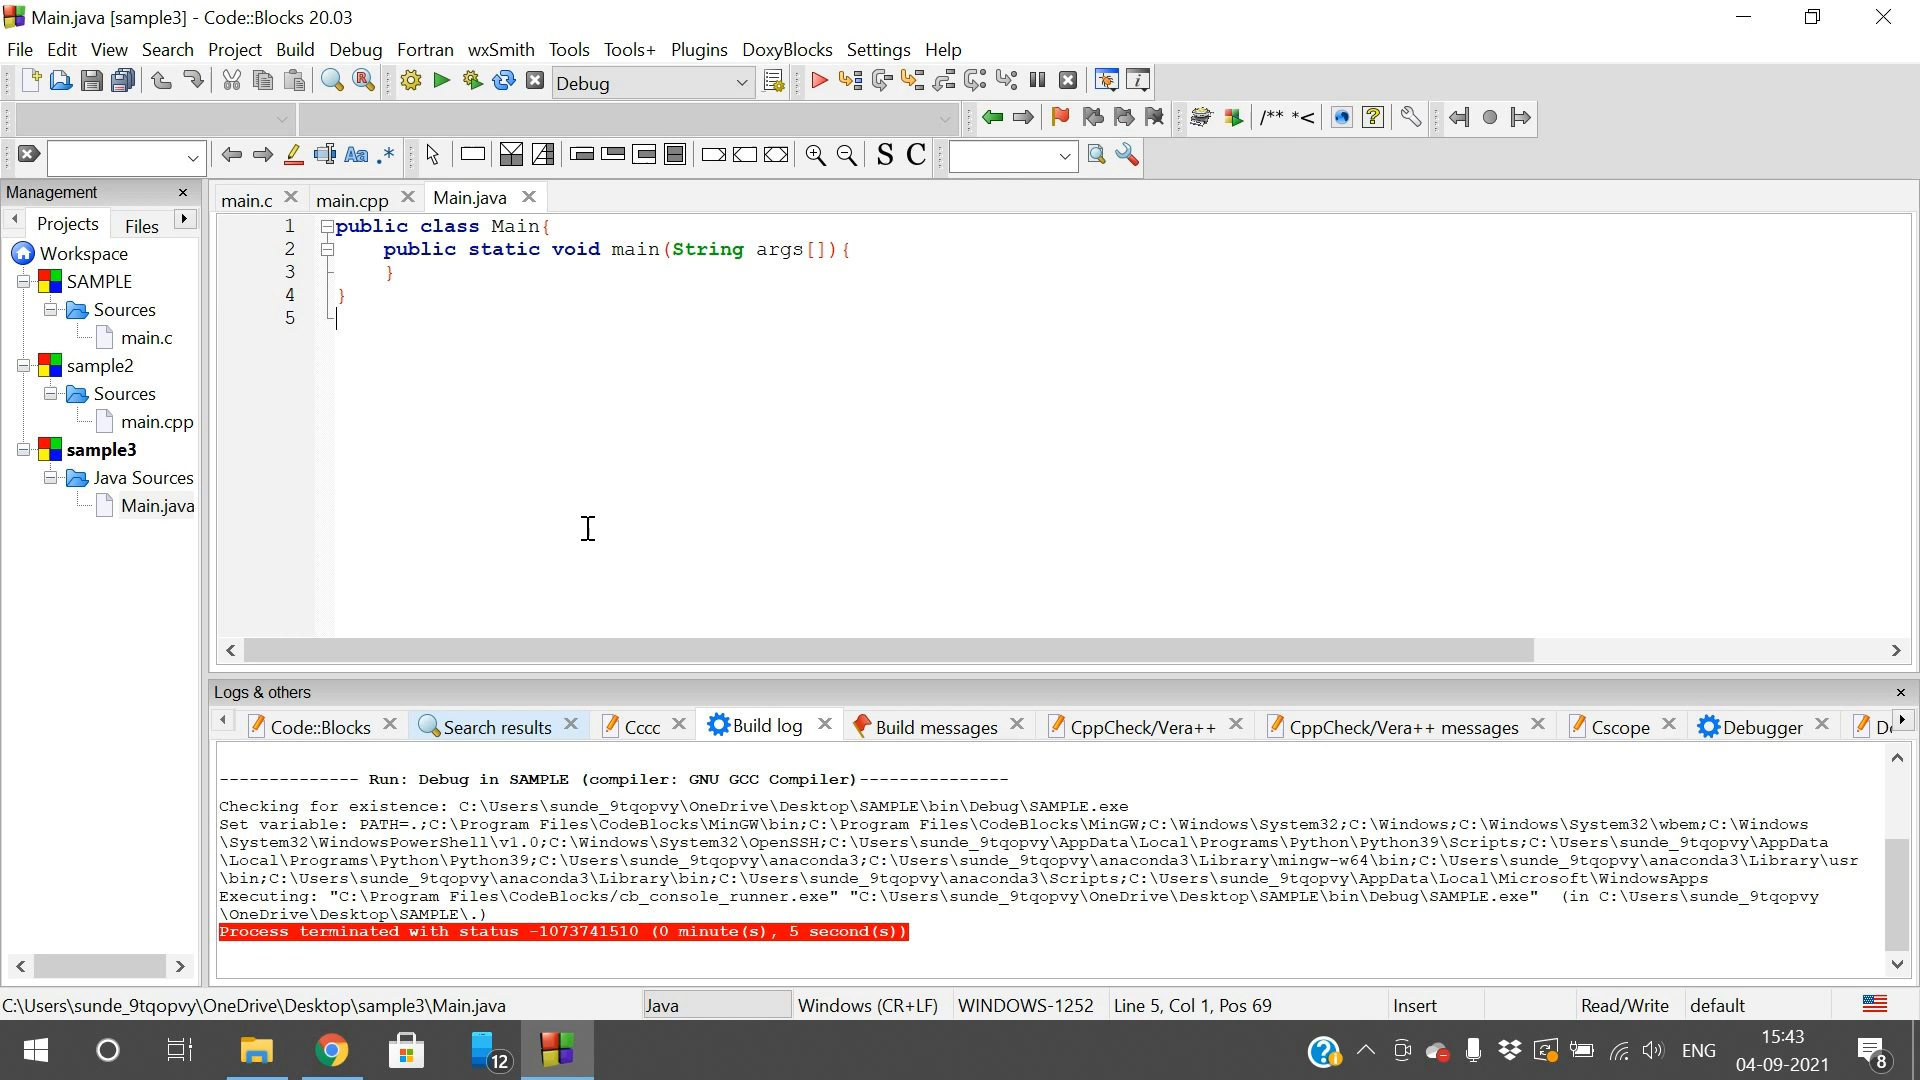 Main.java [sample3] - Code::Blocks 20.03
File Edit View Search Project Build Debug Fortran wxSmith Tools Tools+ Plugins DoxyBlocks Settings Help
Debug
/** *<
Aa .* S C
Management
Projects Files
Workspace
SAMPLE
Sources
main.c
sample2
Sources
main.cpp
sample3
Java Sources
Main.java
main.c main.cpp Main.java
1 public class Main{
2 public static void main(String args[]){
3 }
4 }
5
Logs & others
Code::Blocks Search results Cccc Build log Build messages CppCheck/Vera++ CppCheck/Vera++ messages Cscope Debugger
-------------- Run: Debug in SAMPLE (compiler: GNU GCC Compiler)---------------
Checking for existence: C:\Users\sunde_9tqopvy\OneDrive\Desktop\SAMPLE\bin\Debug\SAMPLE.exe
Set variable: PATH=.;C:\Program Files\CodeBlocks\MinGW\bin;C:\Program Files\CodeBlocks\MinGW;C:\Windows\System32;C:\Windows;C:\Windows\System32\wbem;C:\Windows
\System32\WindowsPowerShell\v1.0;C:\Windows\System32\OpenSSH;C:\Users\sunde_9tqopvy\AppData\Local\Programs\Python\Python39\Scripts;C:\Users\sunde_9tqopvy\AppData
\Local\Programs\Python\Python39;C:\Users\sunde_9tqopvy\anaconda3;C:\Users\sunde_9tqopvy\anaconda3\Library\mingw-w64\bin;C:\Users\sunde_9tqopvy\anaconda3\Library\usr
\bin;C:\Users\sunde_9tqopvy\anaconda3\Library\bin;C:\Users\sunde_9tqopvy\anaconda3\Scripts;C:\Users\sunde_9tqopvy\AppData\Local\Microsoft\WindowsApps
Executing: "C:\Program Files\CodeBlocks/cb_console_runner.exe" "C:\Users\sunde_9tqopvy\OneDrive\Desktop\SAMPLE\bin\Debug\SAMPLE.exe"  (in C:\Users\sunde_9tqopvy
\OneDrive\Desktop\SAMPLE\.)
Process terminated with status -1073741510 (0 minute(s), 5 second(s))
C:\Users\sunde_9tqopvy\OneDrive\Desktop\sample3\Main.java Java Windows (CR+LF) WINDOWS-1252 Line 5, Col 1, Pos 69 Insert Read/Write default
12 ENG 15:43 8
04-09-2021